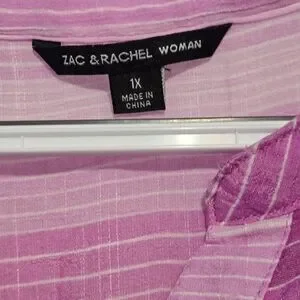 ZAC & RACHEL WOMAN
1X
MADE IN
CHINA